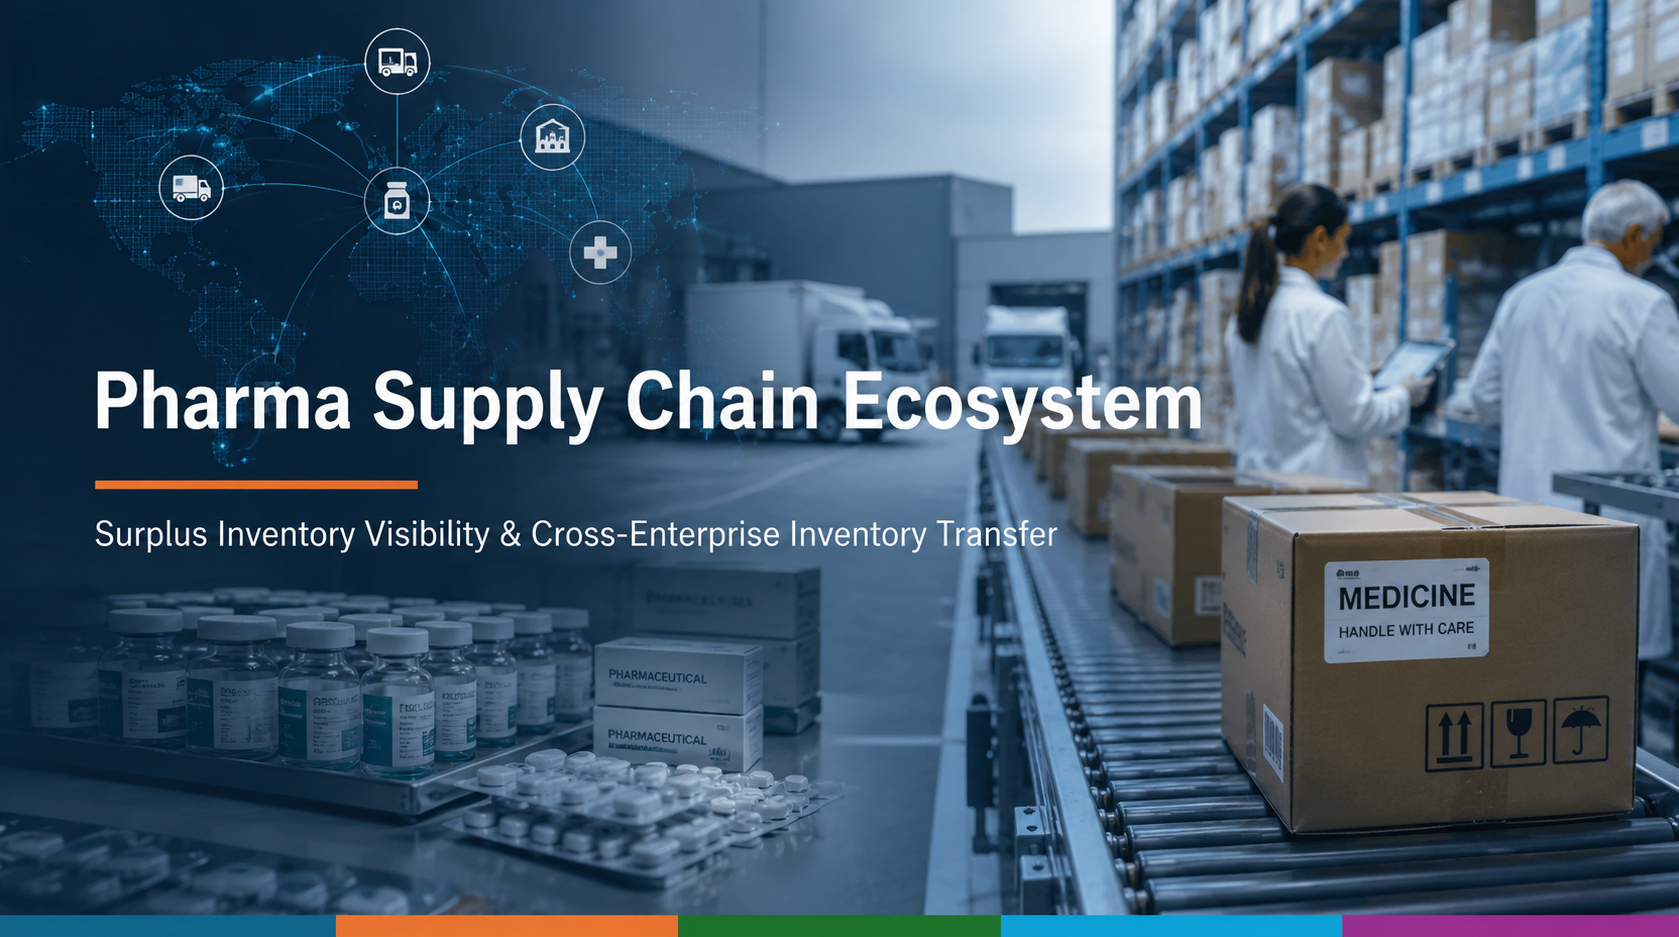 Pharma Supply Chain Ecosystem
Surplus Inventory Visibility & Cross-Enterprise Inventory Transfer
MEDICINE
HANDLE WITH CARE
PHARMACEUTICAL
PHARMACEUTICAL